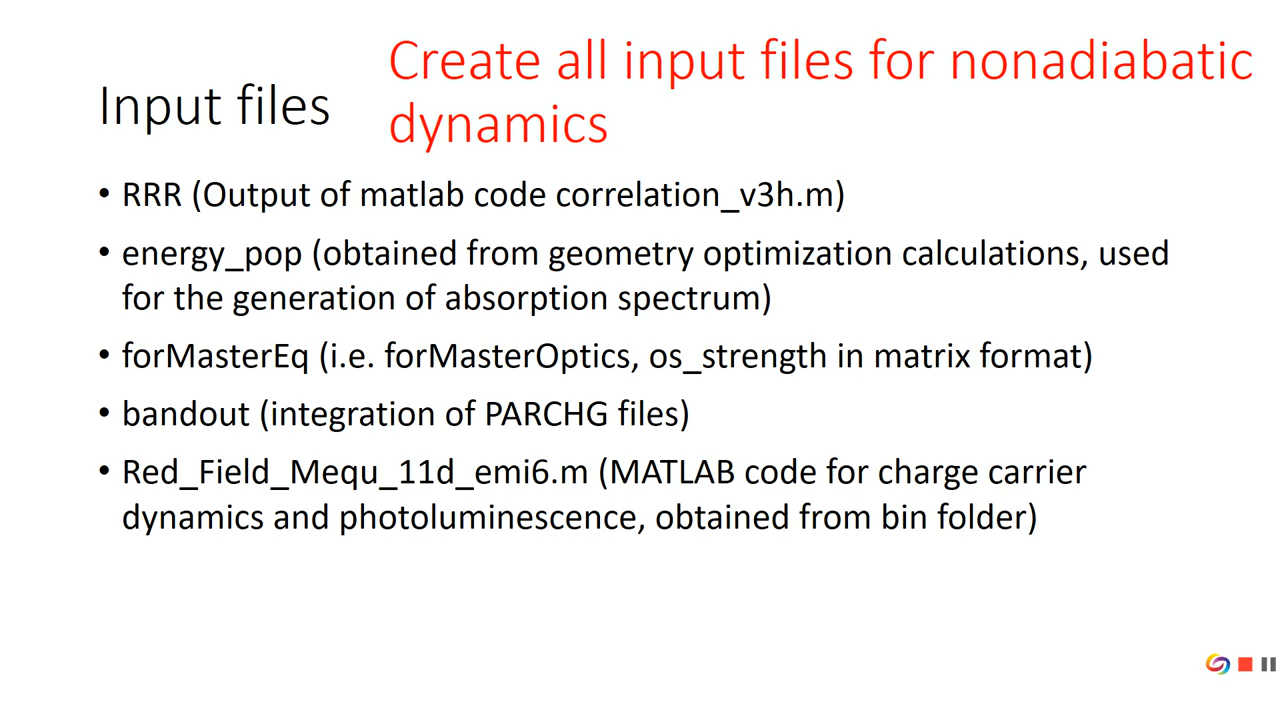 Input files
Create all input files for nonadiabatic
dynamics
• RRR (Output of matlab code correlation_v3h.m)
• energy_pop (obtained from geometry optimization calculations, used
for the generation of absorption spectrum)
• forMasterEq (i.e. forMasterOptics, os_strength in matrix format)
• bandout (integration of PARCHG files)
• Red_Field_Mequ_11d_emi6.m (MATLAB code for charge carrier
dynamics and photoluminescence, obtained from bin folder)